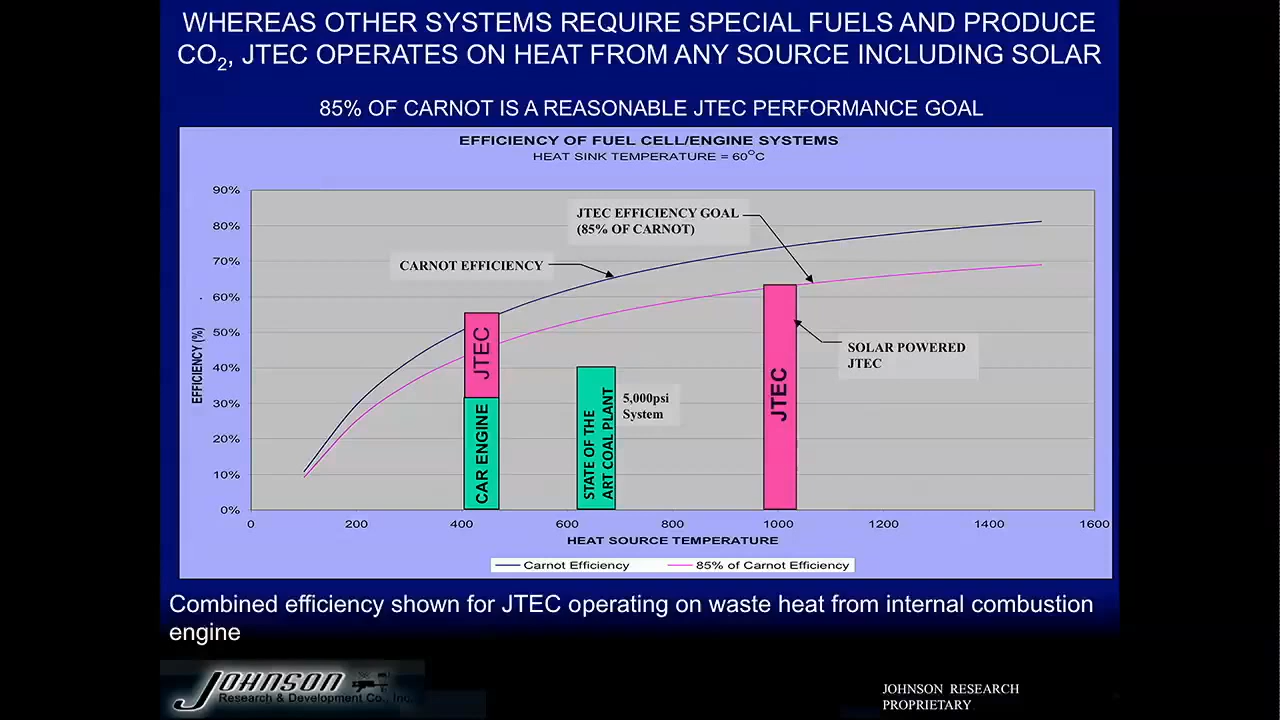 WHEREAS OTHER SYSTEMS REQUIRE SPECIAL FUELS AND PRODUCE
CO₂, JTEC OPERATES ON HEAT FROM ANY SOURCE INCLUDING SOLAR
85% OF CARNOT IS A REASONABLE JTEC PERFORMANCE GOAL
EFFICIENCY OF FUEL CELL/ENGINE SYSTEMS
HEAT SINK TEMPERATURE = 60°C
90%
80%
70%
60%
50%
40%
30%
20%
10%
0%
EFFICIENCY (%)
JTEC EFFICIENCY GOAL
(85% OF CARNOT)
CARNOT EFFICIENCY
SOLAR POWERED
JTEC
5,000psi
System
JTEC
CAR ENGINE
STATE OF THE
ART COAL PLANT
JTEC
0 200 400 600 800 1000 1200 1400 1600
HEAT SOURCE TEMPERATURE
Carnot Efficiency 85% of Carnot Efficiency
Combined efficiency shown for JTEC operating on waste heat from internal combustion
engine
JOHNSON
Research & Development Co., Inc.
JOHNSON RESEARCH
PROPRIETARY